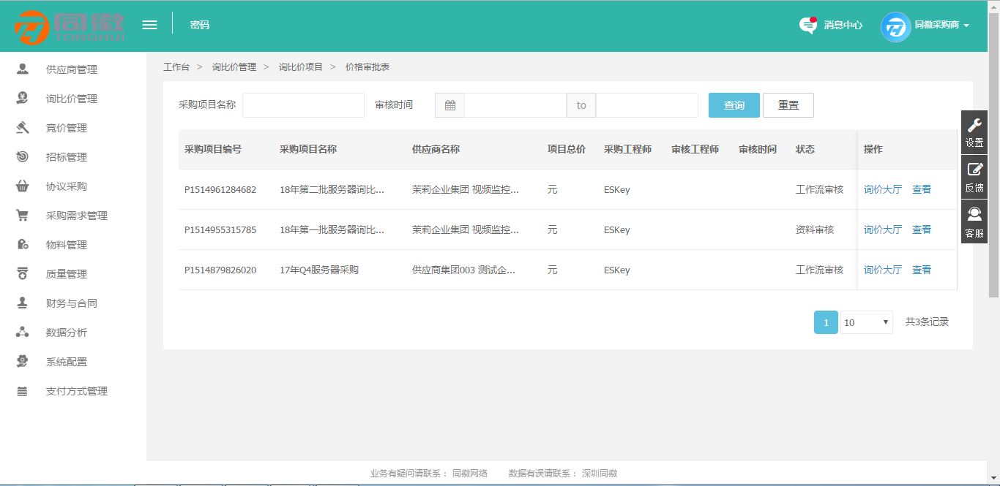 同徽
TONGHUI
密码
消息中心
同徽采购商
供应商管理
询比价管理
竞价管理
招标管理
协议采购
采购需求管理
物料管理
质量管理
财务与合同
数据分析
系统配置
支付方式管理
工作台 > 询比价管理 > 询比价项目 > 价格审批表
采购项目名称 审核时间 to 查询 重置
采购项目编号 采购项目名称 供应商名称 项目总价 采购工程师 审核工程师 审核时间 状态 操作
P1514961284682 18年第二批服务器询比... 茉莉企业集团 视频监控... 元 ESKey 工作流审核 询价大厅 查看
P1514955315785 18年第一批服务器询比... 茉莉企业集团 视频监控... 元 ESKey 资料审核 询价大厅 查看
P1514879826020 17年Q4服务器采购 供应商集团003 测试企... 元 ESKey 工作流审核 询价大厅 查看
1 10 共3条记录
设置
反馈
客服
业务有疑问请联系： 同徽网络 数据有误请联系： 深圳同徽